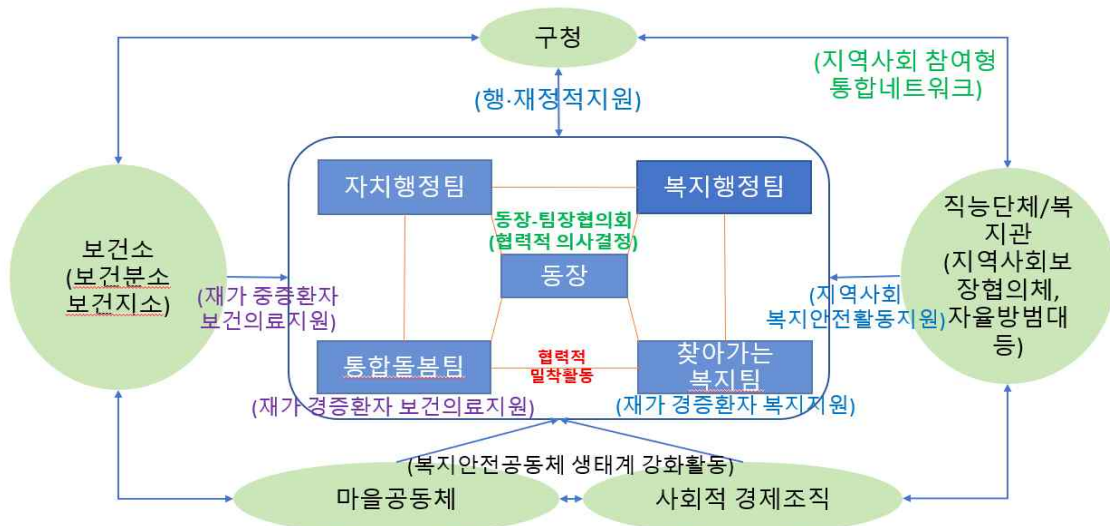 구청
(지역사회 참여형
통합네트워크)
(행·재정적지원)
자치행정팀
복지행정팀
동장-팀장협의회
(협력적 의사결정)
동장
보건소
(보건분소
보건지소)
(재가 중증환자
보건의료지원)
직능단체/복
지관
(지역사회보
장협의체,
자율방범대
등)
(지역사회
복지안전활동지원)
통합돌봄팀
협력적
밀착활동
찾아가는
복지팀
(재가 경증환자 보건의료지원)
(재가 경증환자 복지지원)
(복지안전공동체 생태계 강화활동)
마을공동체
사회적 경제조직